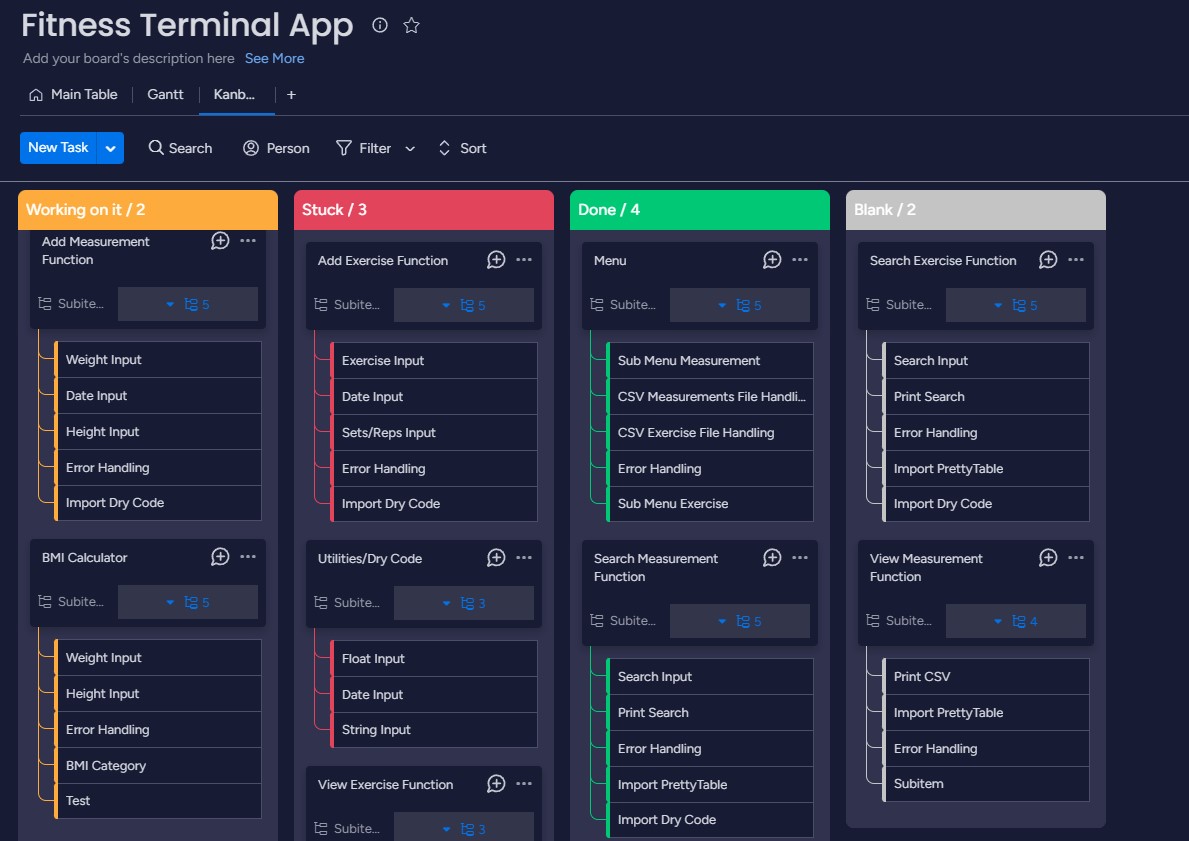 Fitness Terminal App
Add your board's description here See More
Main Table
Gantt
Kanb...
+
New Task
Search
Person
Filter
Sort
Working on it / 2
Add Measurement
Function
Subite...
5
Weight Input
Date Input
Height Input
Error Handling
Import Dry Code
BMI Calculator
Subite...
5
Weight Input
Height Input
Error Handling
BMI Category
Test
Stuck / 3
Add Exercise Function
Subite...
5
Exercise Input
Date Input
Sets/Reps Input
Error Handling
Import Dry Code
Utilities/Dry Code
Subite...
3
Float Input
Date Input
String Input
View Exercise Function
Subite...
3
Done / 4
Menu
Subite...
5
Sub Menu Measurement
CSV Measurements File Handli...
CSV Exercise File Handling
Error Handling
Sub Menu Exercise
Search Measurement
Function
Subite...
5
Search Input
Print Search
Error Handling
Import PrettyTable
Import Dry Code
Blank / 2
Search Exercise Function
Subite...
5
Search Input
Print Search
Error Handling
Import PrettyTable
Import Dry Code
View Measurement
Function
Subite...
4
Print CSV
Import PrettyTable
Error Handling
Subitem